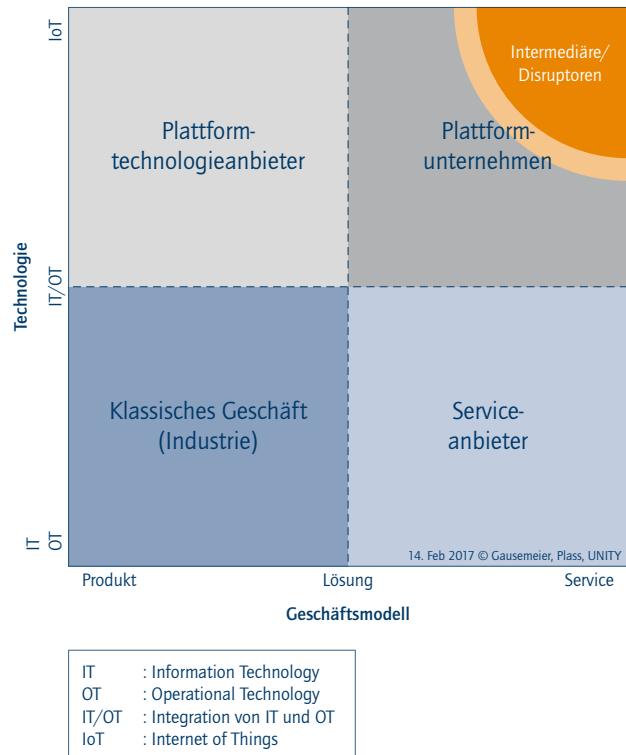 IoT
Intermediäre/
Disruptoren
Plattform-
technologieanbieter
Plattform-
unternehmen
Technologie
IT/OT
Klassisches Geschäft
(Industrie)
Service-
anbieter
IT
OT
14. Feb 2017 © Gausemeier, Plass, UNITY
Produkt
Lösung
Service
Geschäftsmodell
IT : Information Technology
OT : Operational Technology
IT/OT : Integration von IT und OT
IoT : Internet of Things